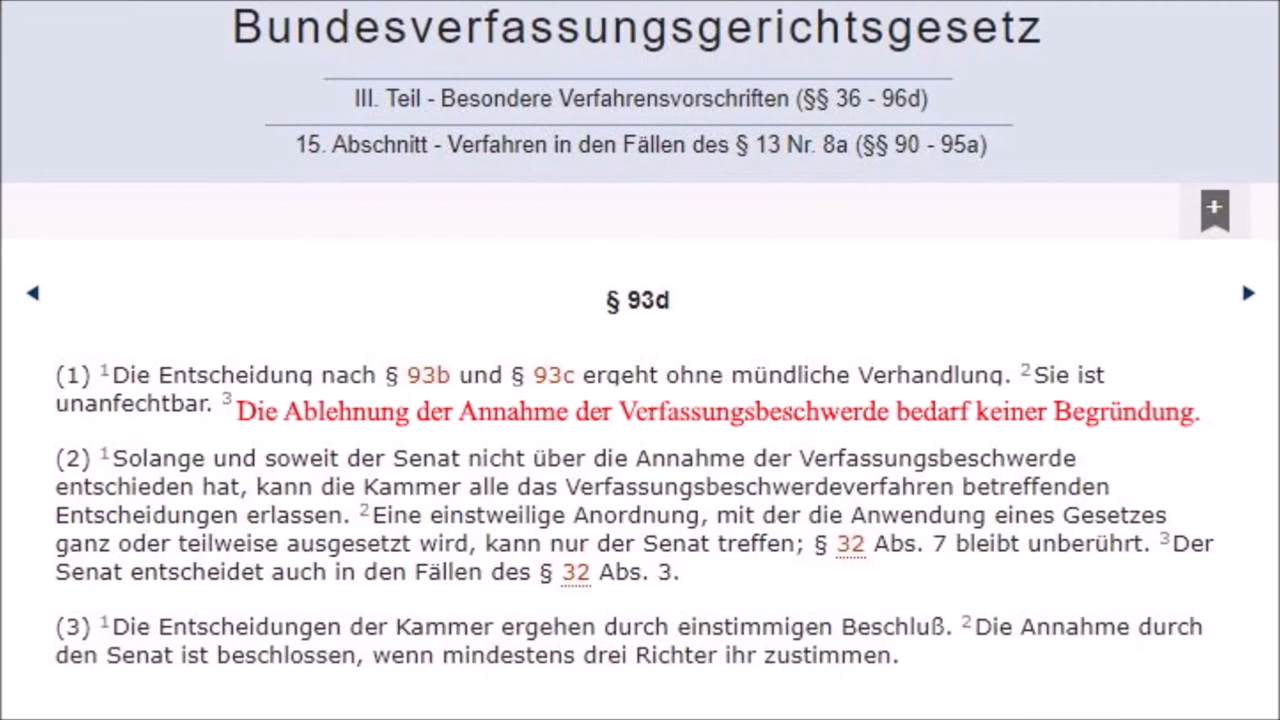 Bundesverfassungsgerichtsgesetz
III. Teil - Besondere Verfahrensvorschriften (§§ 36 - 96d)
15. Abschnitt - Verfahren in den Fällen des § 13 Nr. 8a (§§ 90 - 95a)
§ 93d
(1) ¹Die Entscheidung nach § 93b und § 93c ergeht ohne mündliche Verhandlung. ²Sie ist
unanfechtbar. ³Die Ablehnung der Annahme der Verfassungsbeschwerde bedarf keiner Begründung.
(2) ¹Solange und soweit der Senat nicht über die Annahme der Verfassungsbeschwerde
entschieden hat, kann die Kammer alle das Verfassungsbeschwerdeverfahren betreffenden
Entscheidungen erlassen. ²Eine einstweilige Anordnung, mit der die Anwendung eines Gesetzes
ganz oder teilweise ausgesetzt wird, kann nur der Senat treffen; § 32 Abs. 7 bleibt unberührt. ³Der
Senat entscheidet auch in den Fällen des § 32 Abs. 3.
(3) ¹Die Entscheidungen der Kammer ergehen durch einstimmigen Beschluß. ²Die Annahme durch
den Senat ist beschlossen, wenn mindestens drei Richter ihr zustimmen.